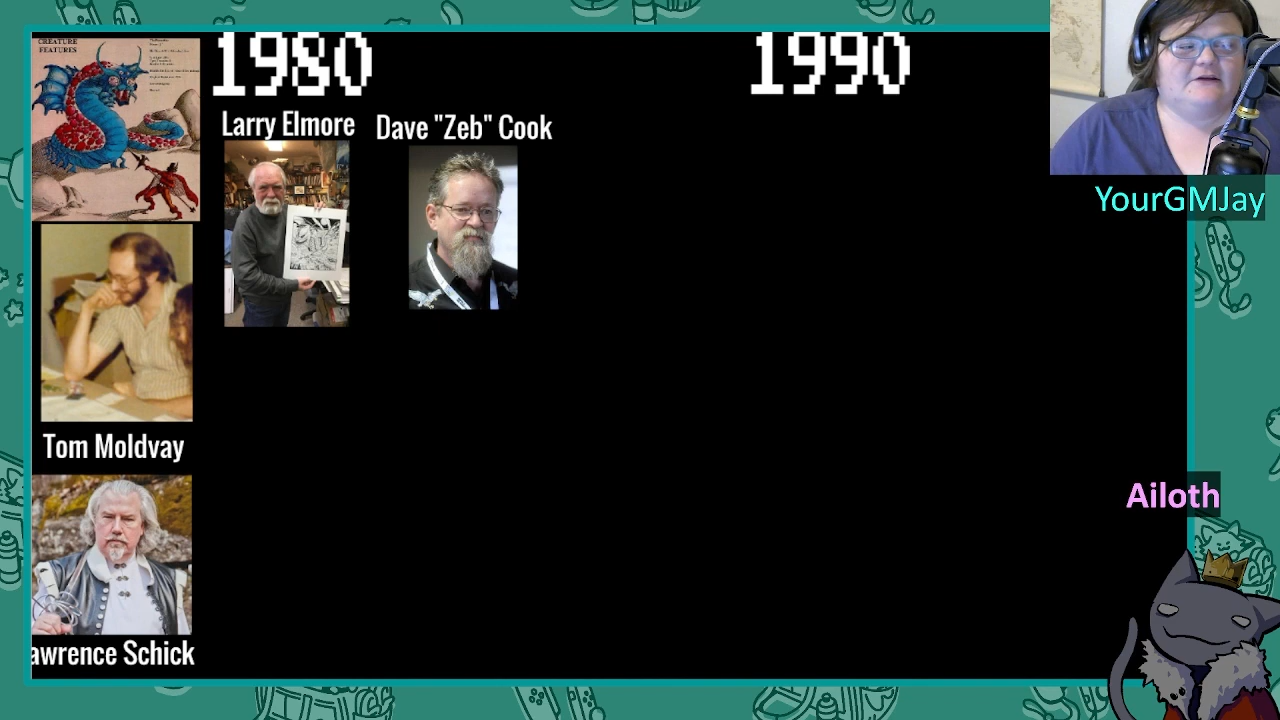 CREATURE
FEATURES
1980
1990
Larry Elmore
Dave "Zeb" Cook
YourGMJay
Tom Moldvay
Ailoth
awrence Schick